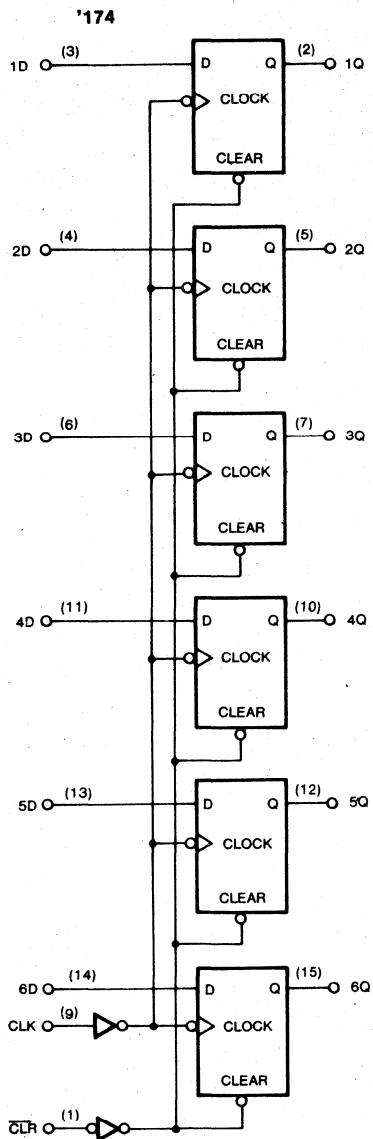 '174
1D (3) D Q (2) 1Q
CLOCK
CLEAR
2D (4) D Q (5) 2Q
CLOCK
CLEAR
3D (6) D Q (7) 3Q
CLOCK
CLEAR
4D (11) D Q (10) 4Q
CLOCK
CLEAR
5D (13) D Q (12) 5Q
CLOCK
CLEAR
6D (14) D Q (15) 6Q
CLK (9) CLOCK
CLEAR
CLR (1)